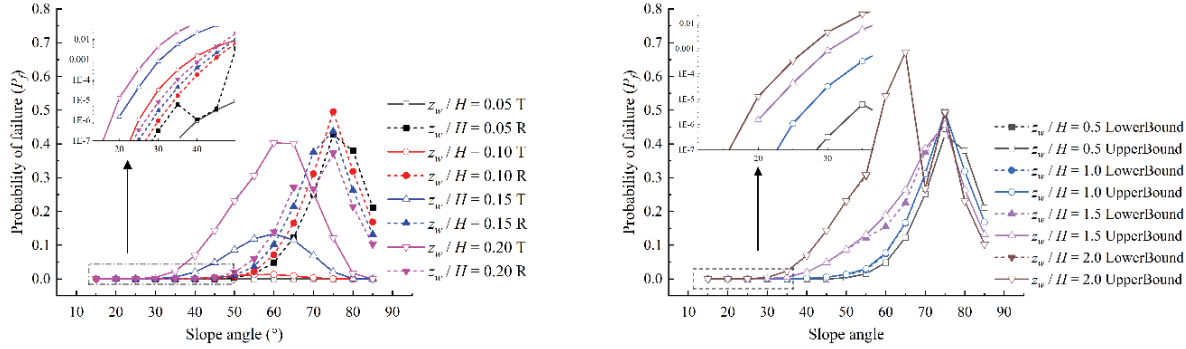 0.8
0.7
0.6
0.5
0.4
0.3
0.2
0.1
0.0
Probability of failure (Pf)
0.01
0.001
1E-4
1E-5
1E-6
1E-7
20 30 40
10 20 30 40 50 60 70 80 90
Slope angle (°)
zw / H = 0.05 T
zw / H = 0.05 R
zw / H = 0.10 T
zw / H = 0.10 R
zw / H = 0.15 T
zw / H = 0.15 R
zw / H = 0.20 T
zw / H = 0.20 R
0.8
0.7
0.6
0.5
0.4
0.3
0.2
0.1
0.0
Probability of failure (Pf)
0.01
0.001
1E-4
1E-5
1E-6
1E-7
20 30
10 20 30 40 50 60 70 80 90
Slope angle
zw / H = 0.5 LowerBound
zw / H = 0.5 UpperBound
zw / H = 1.0 LowerBound
zw / H = 1.0 UpperBound
zw / H = 1.5 LowerBound
zw / H = 1.5 UpperBound
zw / H = 2.0 LowerBound
zw / H = 2.0 UpperBound